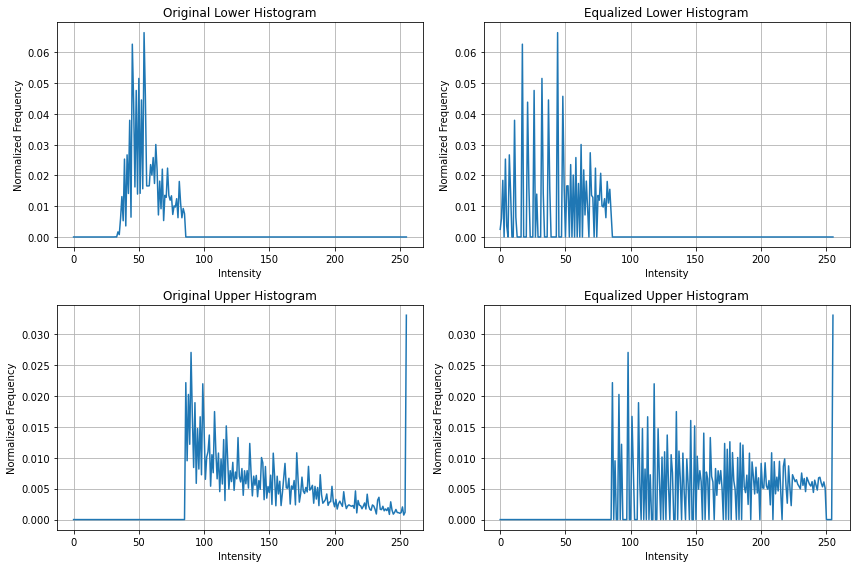 Original Lower Histogram
Equalized Lower Histogram
Normalized Frequency
0.06
0.05
0.04
0.03
0.02
0.01
0.00
0 50 100 150 200 250
Intensity
Normalized Frequency
0.06
0.05
0.04
0.03
0.02
0.01
0.00
0 50 100 150 200 250
Intensity
Original Upper Histogram
Equalized Upper Histogram
Normalized Frequency
0.030
0.025
0.020
0.015
0.010
0.005
0.000
0 50 100 150 200 250
Intensity
Normalized Frequency
0.030
0.025
0.020
0.015
0.010
0.005
0.000
0 50 100 150 200 250
Intensity